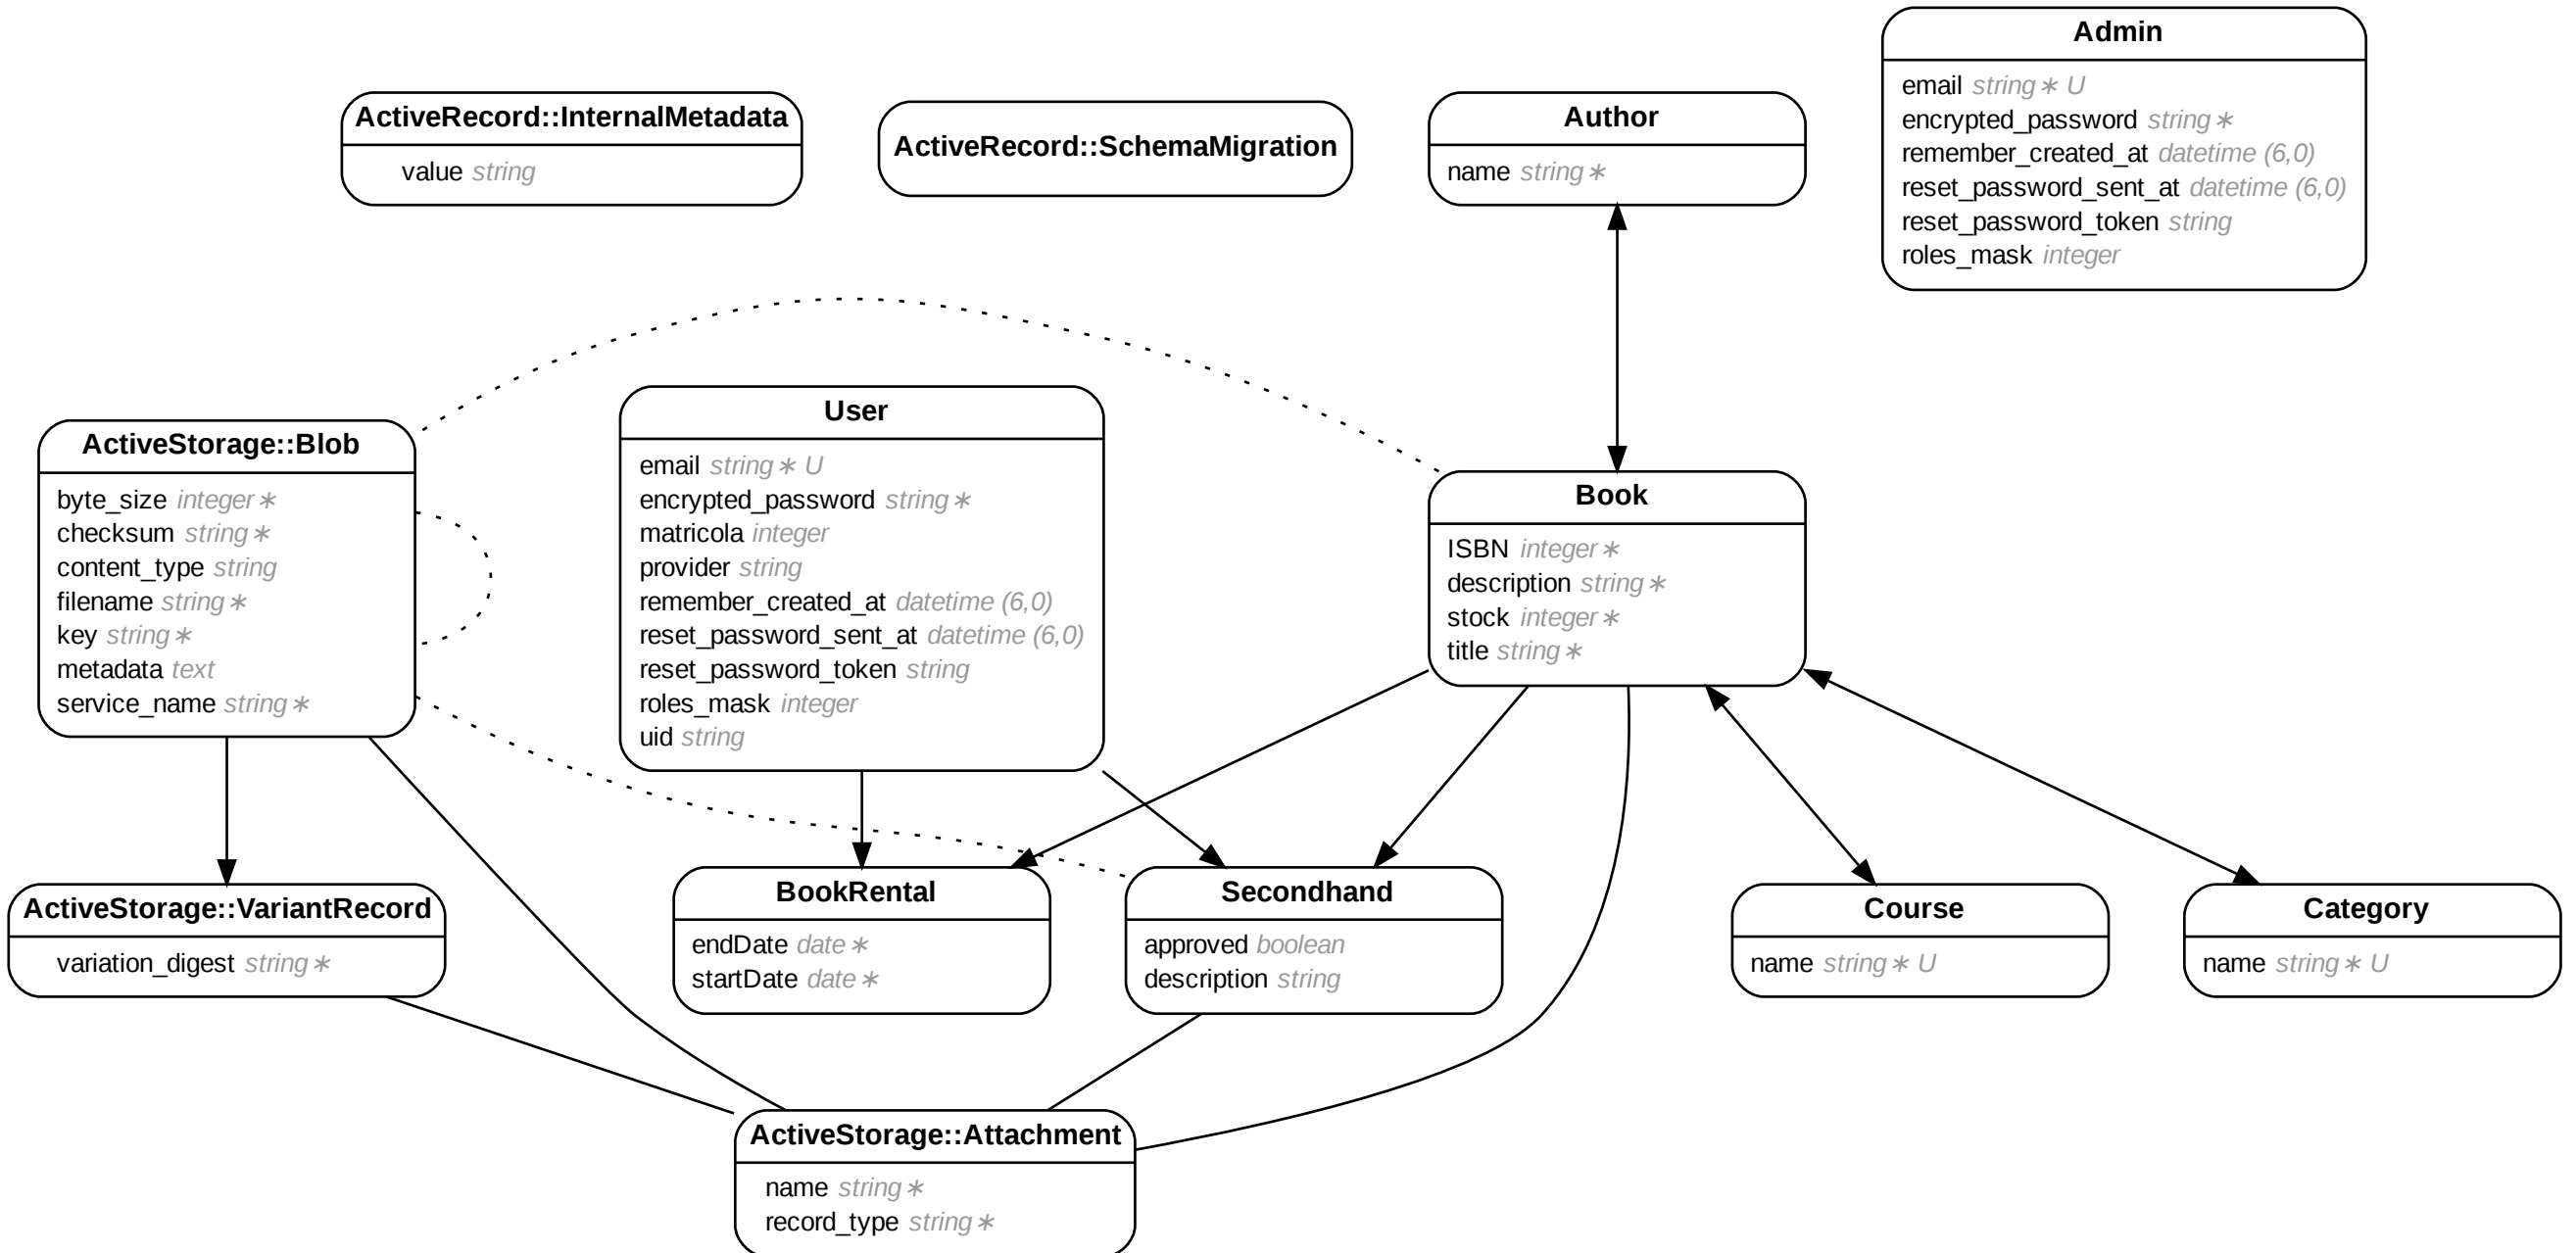 Admin
email string∗ U
encrypted_password string∗
remember_created_at datetime (6,0)
reset_password_sent_at datetime (6,0)
reset_password_token string
roles_mask integer
ActiveRecord::InternalMetadata
value string
ActiveRecord::SchemaMigration
Author
name string∗
ActiveStorage::Blob
byte_size integer∗
checksum string∗
content_type string
filename string∗
key string∗
metadata text
service_name string∗
User
email string∗ U
encrypted_password string∗
matricola integer
provider string
remember_created_at datetime (6,0)
reset_password_sent_at datetime (6,0)
reset_password_token string
roles_mask integer
uid string
Book
ISBN integer∗
description string∗
stock integer∗
title string∗
ActiveStorage::VariantRecord
variation_digest string∗
BookRental
endDate date∗
startDate date∗
Secondhand
approved boolean
description string
Course
name string∗ U
Category
name string∗ U
ActiveStorage::Attachment
name string∗
record_type string∗